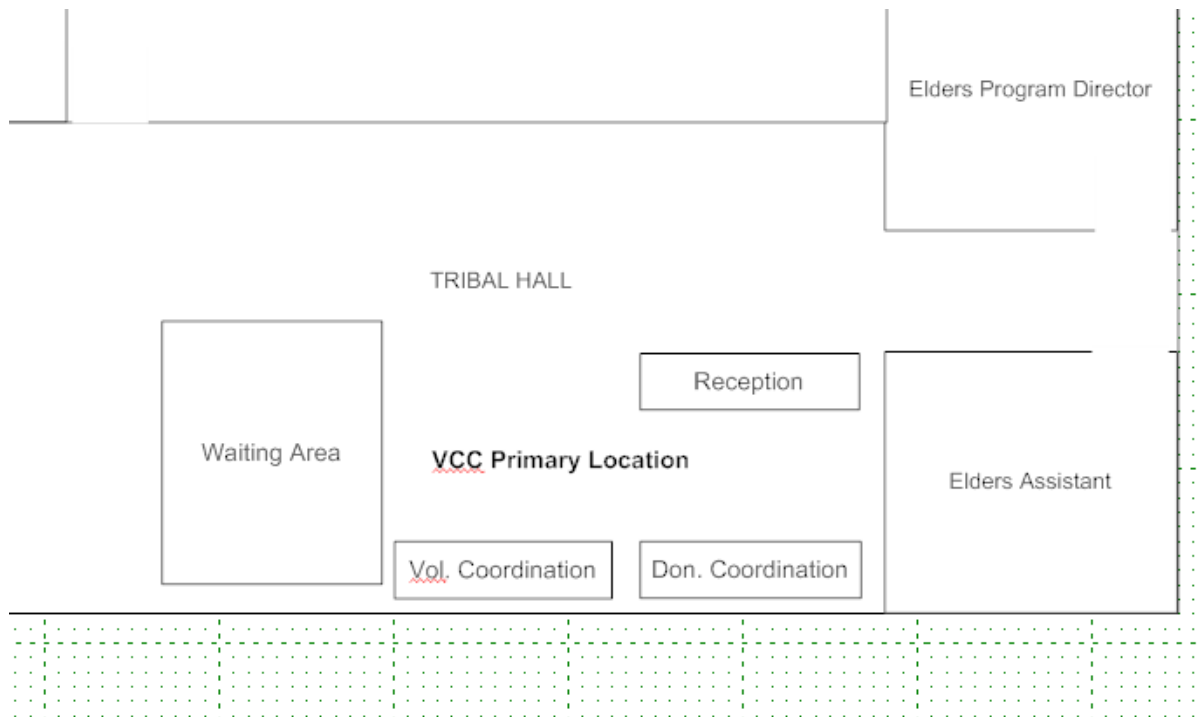 Elders Program Director
TRIBAL HALL
Reception
Waiting Area
VCC Primary Location
Elders Assistant
Vol. Coordination
Don. Coordination